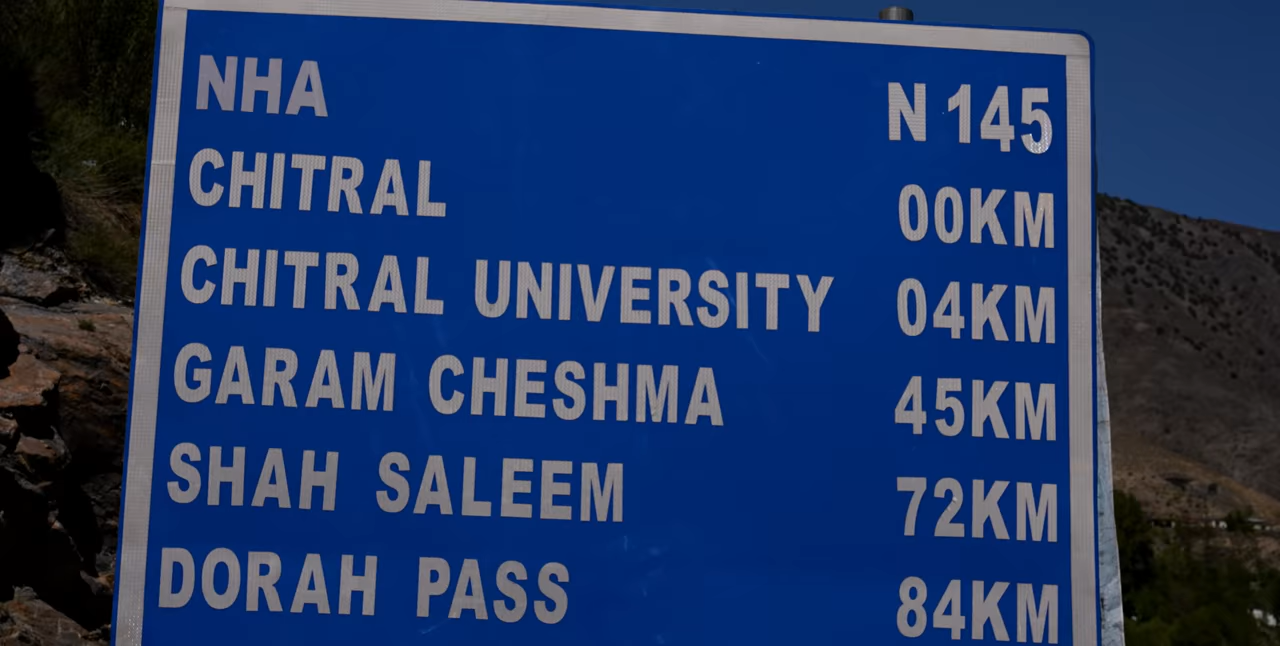 NHA N 145
CHITRAL 00KM
CHITRAL UNIVERSITY 04KM
GARAM CHESHMA 45KM
SHAH SALEEM 72KM
DORAH PASS 84KM